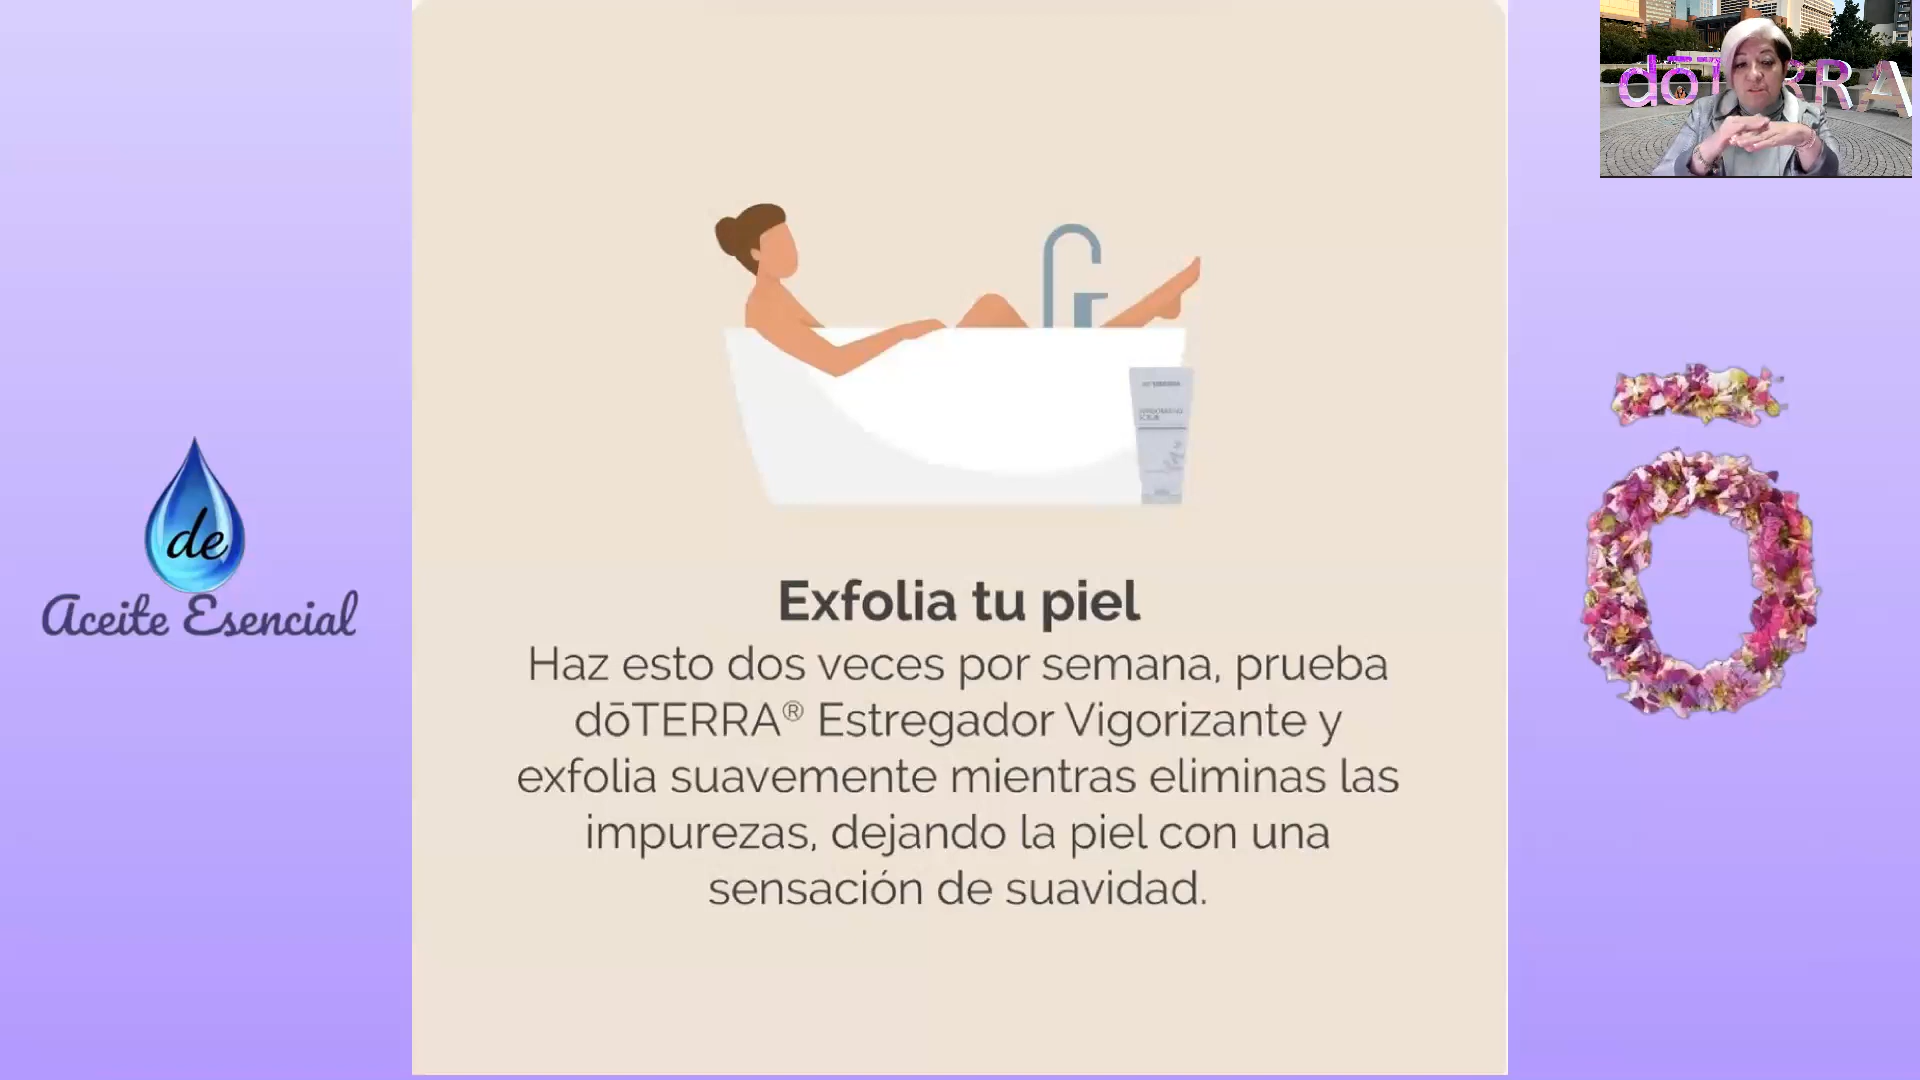 Exfolia tu piel
Haz esto dos veces por semana, prueba
dōTERRA® Estregador Vigorizante y
exfolia suavemente mientras eliminas las
impurezas, dejando la piel con una
sensación de suavidad.
de
Aceite Esencial
ō